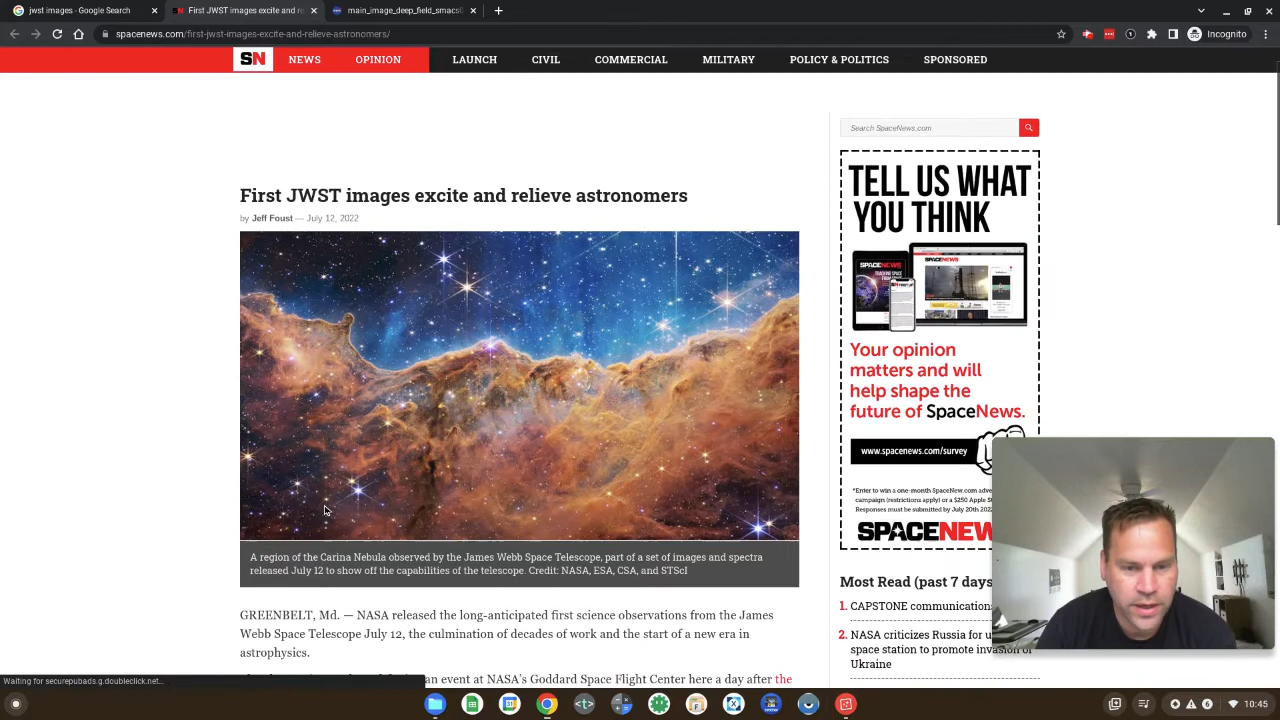 jwst images - Google Search
First JWST images excite and re
main_image_deep_field_smacs
spacenews.com/first-jwst-images-excite-and-relieve-astronomers/
Incognito
SN
NEWS
OPINION
LAUNCH
CIVIL
COMMERCIAL
MILITARY
POLICY & POLITICS
SPONSORED
Search SpaceNews.com
First JWST images excite and relieve astronomers
by Jeff Foust — July 12, 2022
A region of the Carina Nebula observed by the James Webb Space Telescope, part of a set of images and spectra
released July 12 to show off the capabilities of the telescope. Credit: NASA, ESA, CSA, and STScI
GREENBELT, Md. — NASA released the long-anticipated first science observations from the James
Webb Space Telescope July 12, the culmination of decades of work and the start of a new era in
astrophysics.
an event at NASA's Goddard Space Flight Center here a day after the
TELL US WHAT
YOU THINK
SPACENEWS
Your opinion
matters and will
help shape the
future of SpaceNews.
www.spacenews.com/survey
*Enter to win a one-month SpaceNew.com adve
campaign (restrictions apply) or a $250 Apple S
Responses must be submitted by July 20th 202
SPACENEW
Most Read (past 7 days
1. CAPSTONE communication
2. NASA criticizes Russia for u
space station to promote invasion of
Ukraine
Waiting for securepubads.g.doubleclick.net...
6
10:45